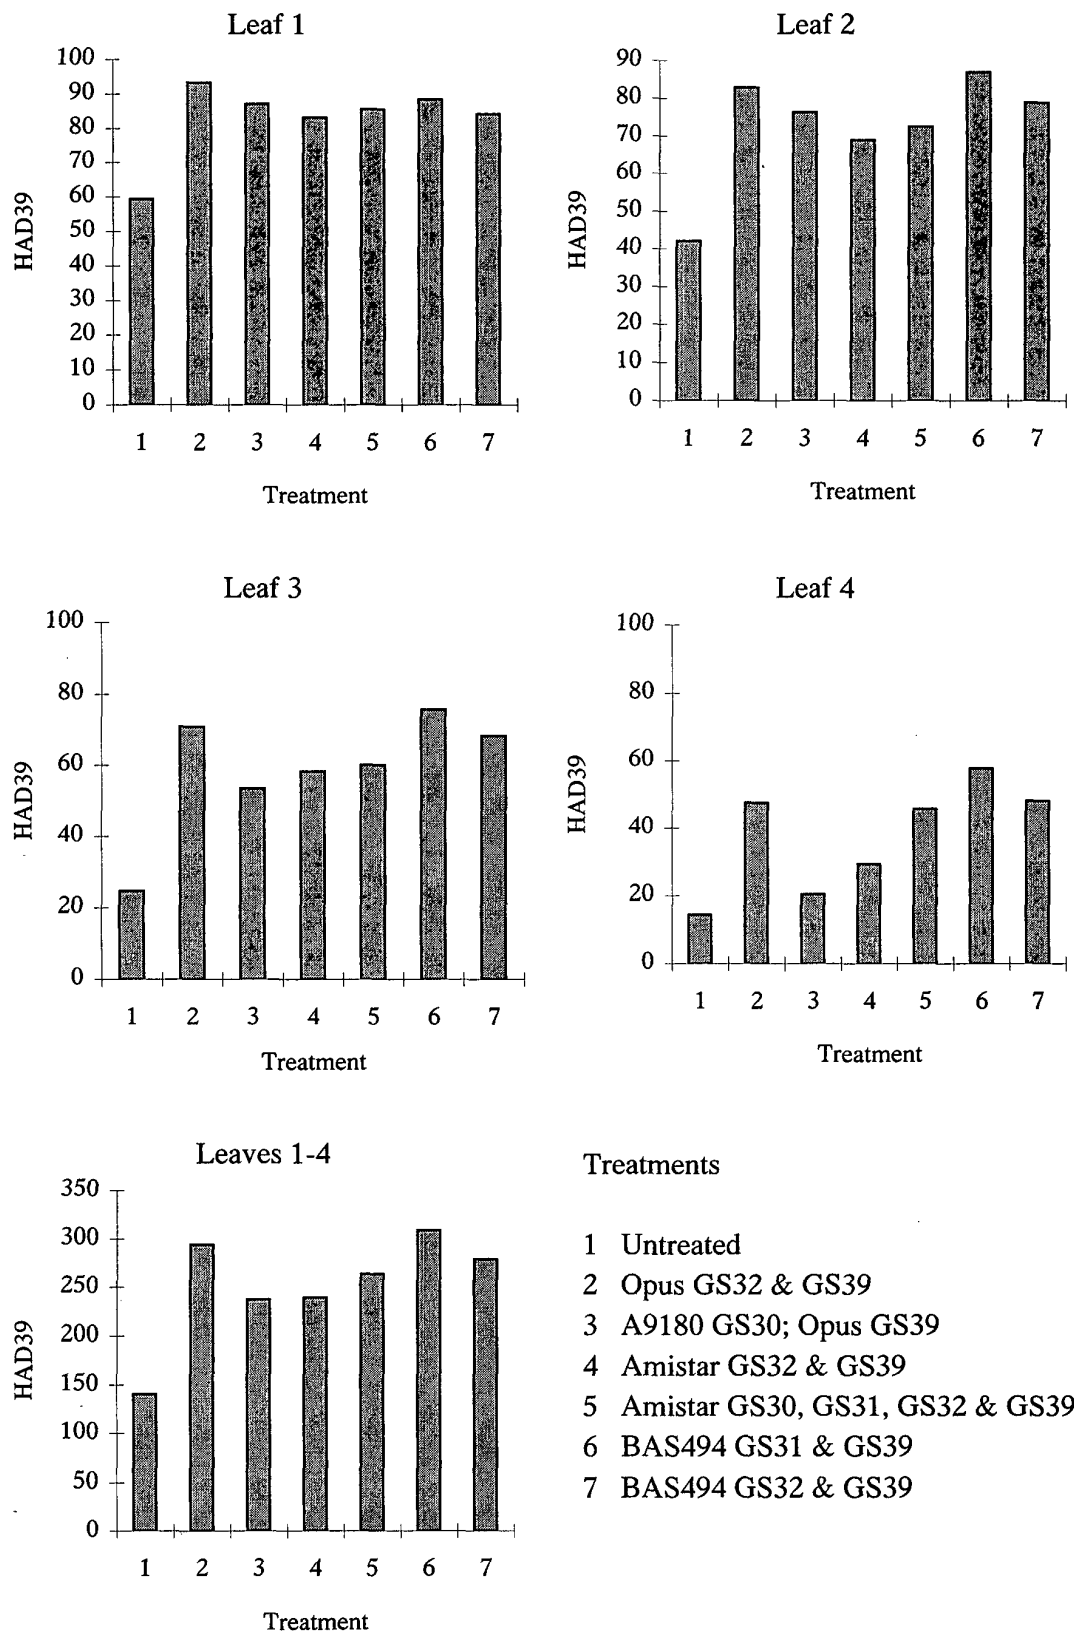 Leaf 1
100
90
80
70
60
50
40
30
20
10
0
HAD39
1 2 3 4 5 6 7
Treatment
Leaf 2
90
80
70
60
50
40
30
20
10
0
HAD39
1 2 3 4 5 6 7
Treatment
Leaf 3
100
80
60
40
20
0
HAD39
1 2 3 4 5 6 7
Treatment
Leaf 4
100
80
60
40
20
0
HAD39
1 2 3 4 5 6 7
Treatment
Leaves 1-4
350
300
250
200
150
100
50
0
HAD39
1 2 3 4 5 6 7
Treatment
Treatments
1 Untreated
2 Opus GS32 & GS39
3 A9180 GS30; Opus GS39
4 Amistar GS32 & GS39
5 Amistar GS30, GS31, GS32 & GS39
6 BAS494 GS31 & GS39
7 BAS494 GS32 & GS39